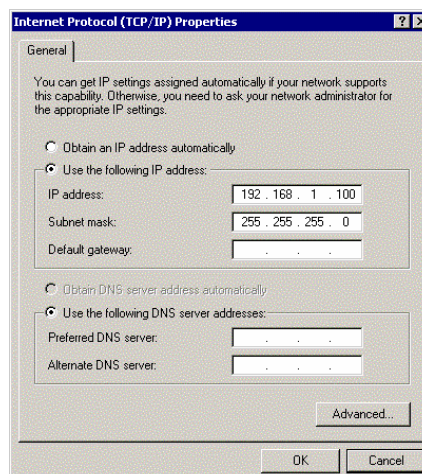 Internet Protocol (TCP/IP) Properties
General
You can get IP settings assigned automatically if your network supports
this capability. Otherwise, you need to ask your network administrator for
the appropriate IP settings.
Obtain an IP address automatically
Use the following IP address:
IP address: 192 . 168 . 1 . 100
Subnet mask: 255 . 255 . 255 . 0
Default gateway: . . .
Obtain DNS server address automatically
Use the following DNS server addresses:
Preferred DNS server: . . .
Alternate DNS server: . . .
Advanced...
OK Cancel